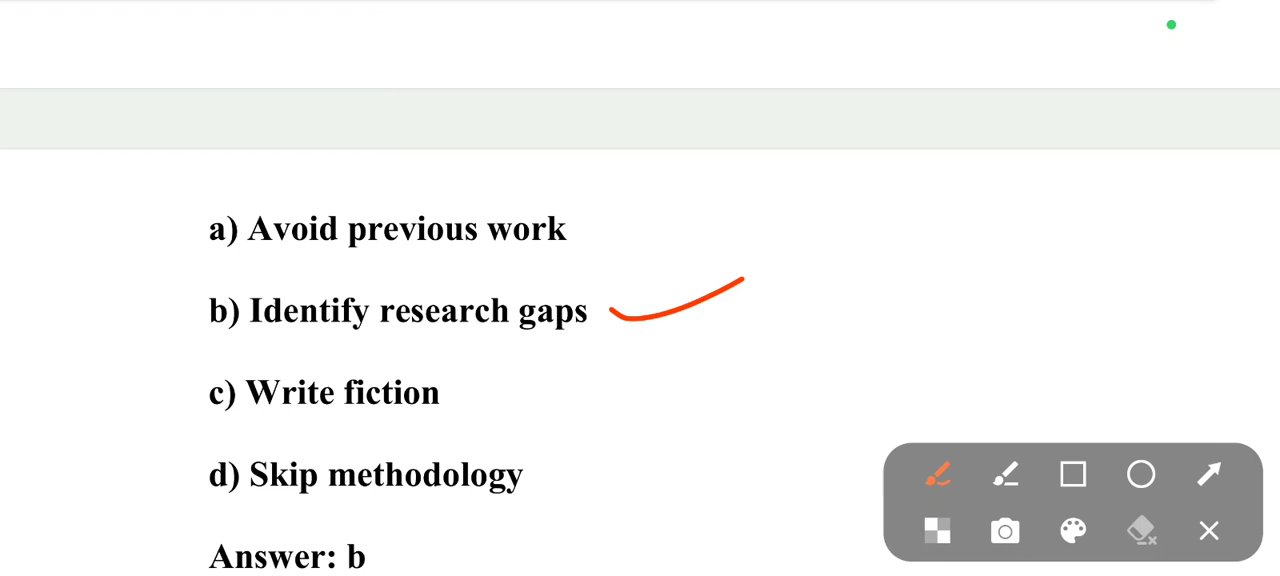 a) Avoid previous work
b) Identify research gaps
c) Write fiction
d) Skip methodology
Answer: b